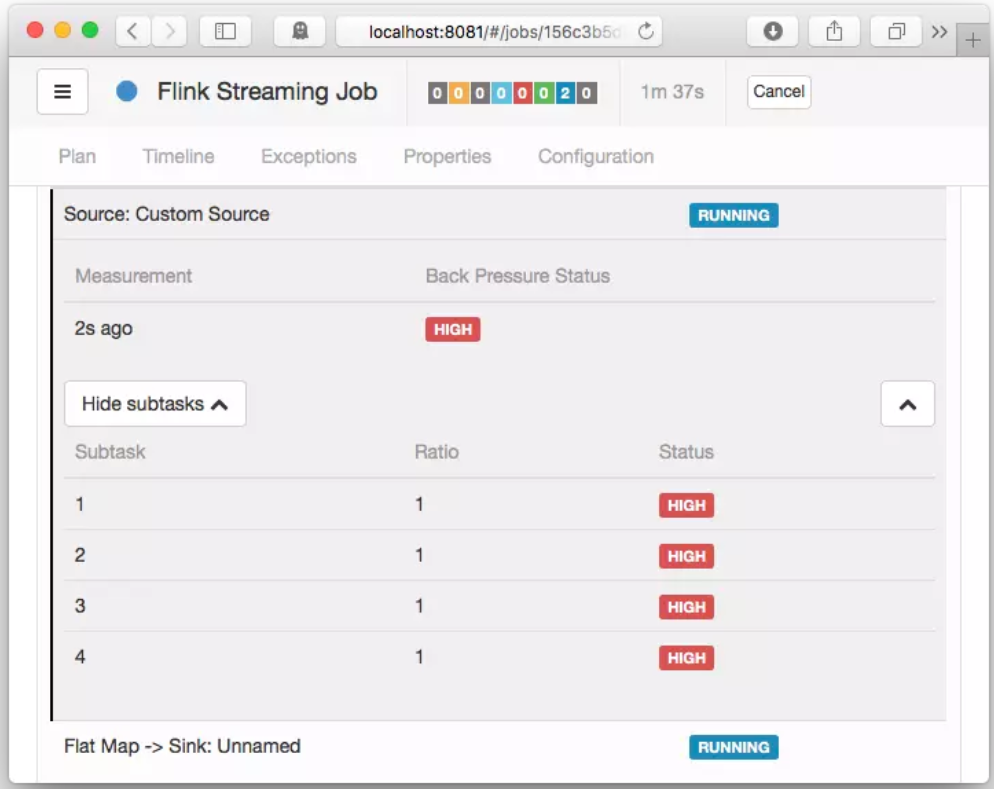 localhost:8081/#/jobs/156c3b5d
Flink Streaming Job 0 0 0 0 0 0 2 0 1m 37s Cancel
Plan Timeline Exceptions Properties Configuration
Source: Custom Source RUNNING
Measurement Back Pressure Status
2s ago HIGH
Hide subtasks
Subtask Ratio Status
1 1 HIGH
2 1 HIGH
3 1 HIGH
4 1 HIGH
Flat Map -> Sink: Unnamed RUNNING